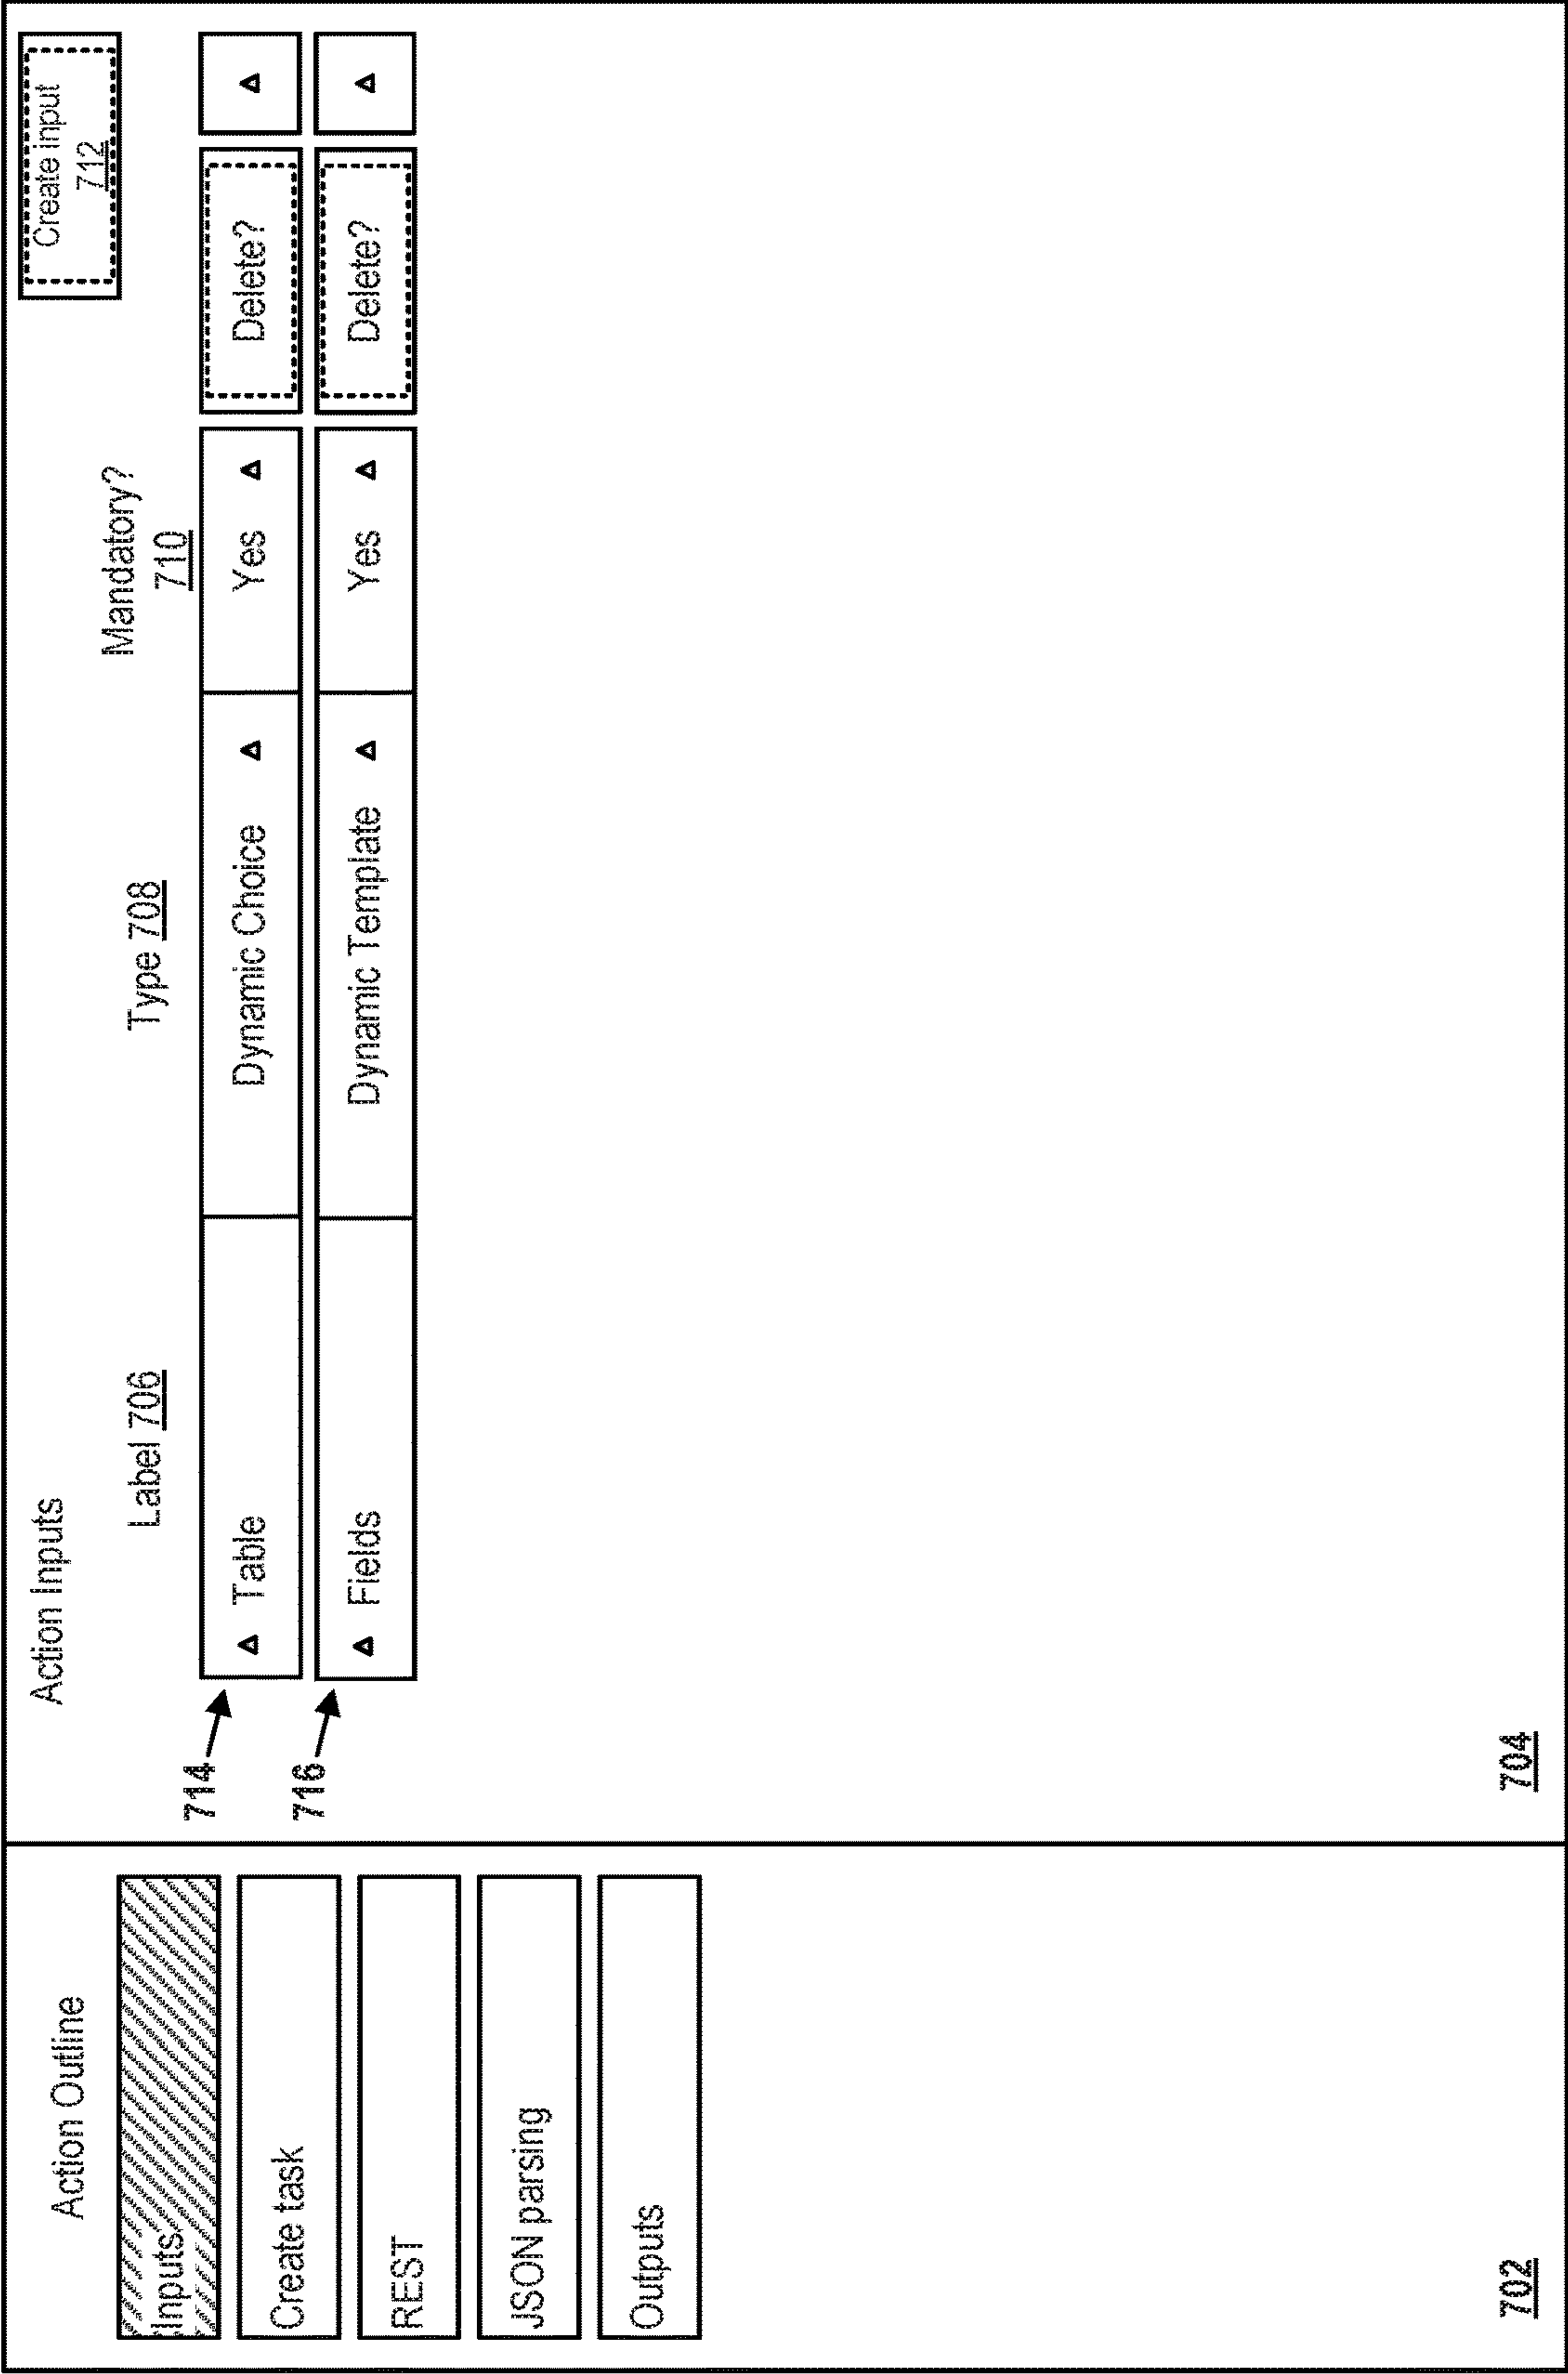 Action Outline
Inputs
Create task
REST
JSON parsing
Outputs
702
Action Inputs
Create input
712
Label 706
Type 708
Mandatory?
710
714
Table
Dynamic Choice
Yes
Delete?
716
Fields
Dynamic Template
Yes
Delete?
704